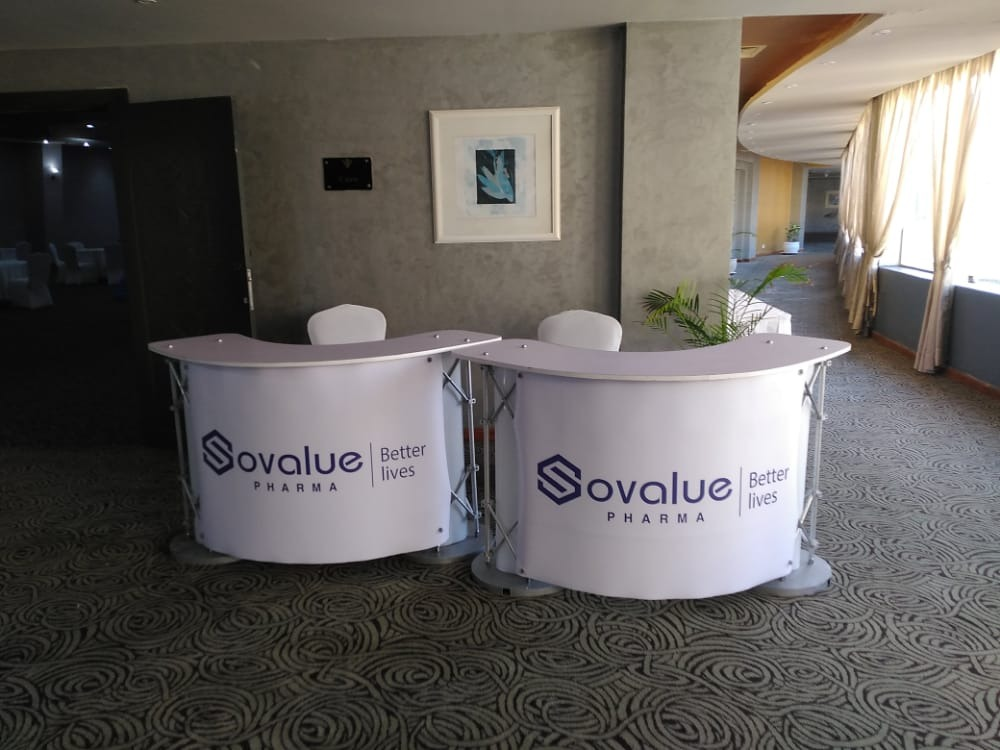 Sovalue
PHARMA
Better
lives
Sovalue
PHARMA
Better
lives